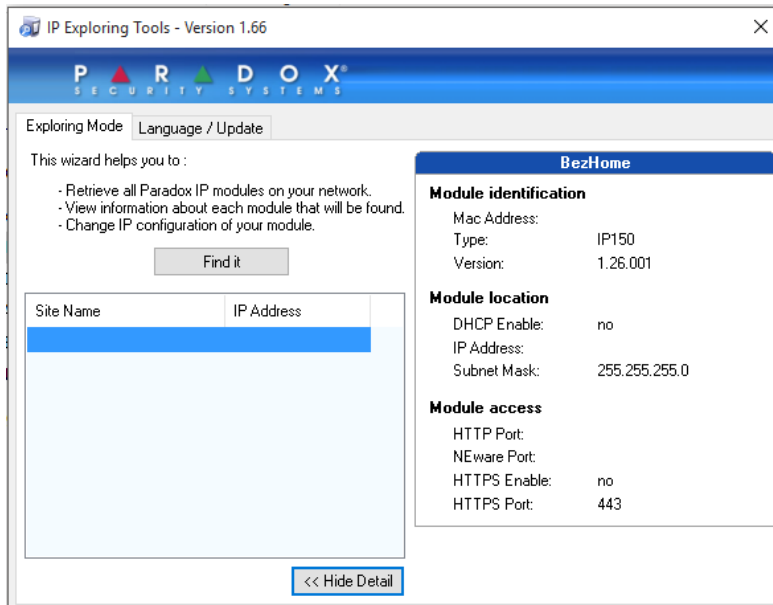 IP Exploring Tools - Version 1.66
PARADOX®
SECURITY SYSTEMS
Exploring Mode
Language / Update
This wizard helps you to :
- Retrieve all Paradox IP modules on your network.
- View information about each module that will be found.
- Change IP configuration of your module.
Find it
Site Name IP Address
<< Hide Detail
BezHome
Module identification
Mac Address:
Type: IP150
Version: 1.26.001
Module location
DHCP Enable: no
IP Address:
Subnet Mask: 255.255.255.0
Module access
HTTP Port:
NEware Port:
HTTPS Enable: no
HTTPS Port: 443